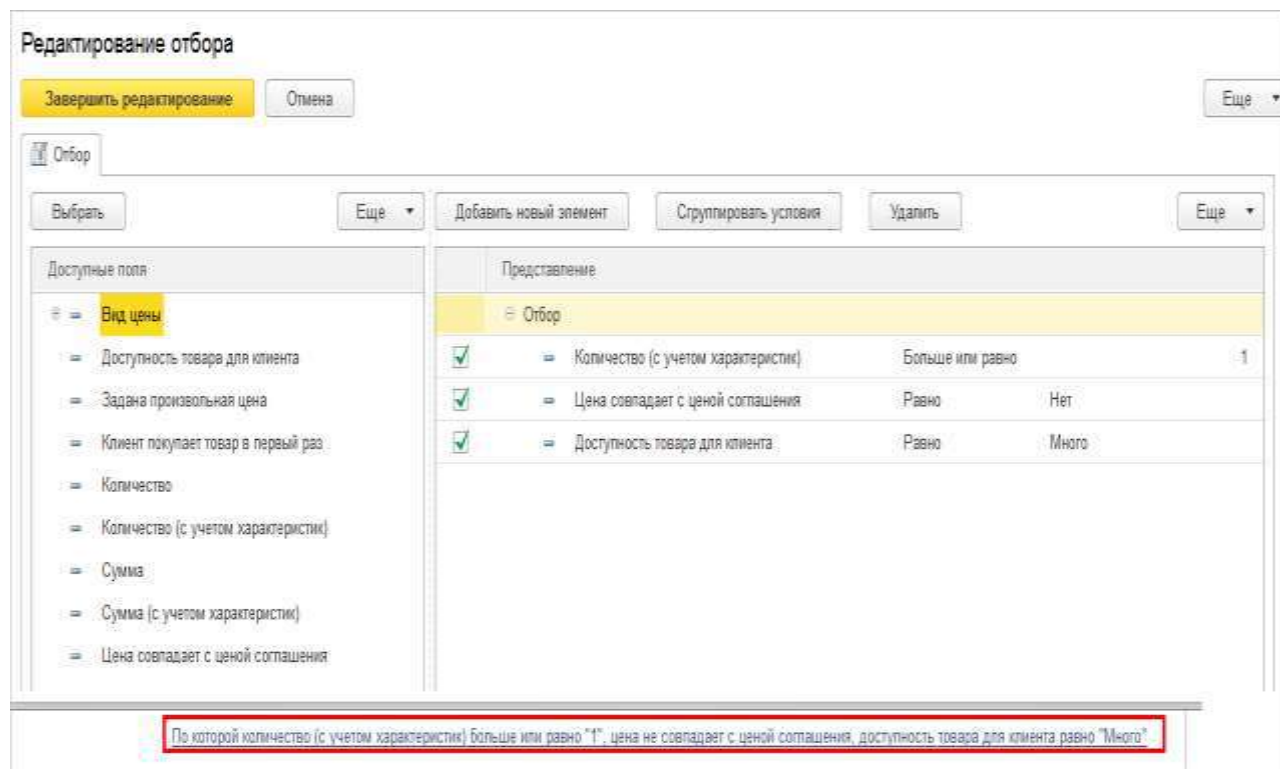 Редактирование отбора
Завершить редактирование Отмена Еще
Отбор
Выбрать Еще Добавить новый элемент Сгруппировать условия Удалить Еще
Доступные поля Представление
Вид цены Отбор
Доступность товара для клиента Количество (с учетом характеристик) Больше или равно 1
Задана произвольная цена Цена совпадает с ценой соглашения Равно Нет
Клиент покупает товар в первый раз Доступность товара для клиента Равно Много
Количество
Количество (с учетом характеристик)
Сумма
Сумма (с учетом характеристик)
Цена совпадает с ценой соглашения
По которой количество (с учетом характеристик) Больше или равно "1", цена не совпадает с ценой соглашения, доступность товара для клиента равно "Много"